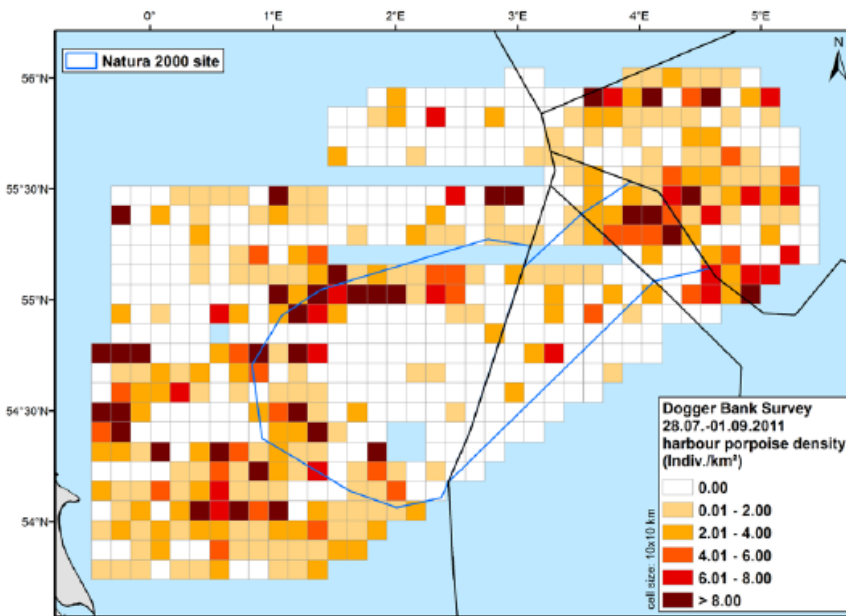 0° 1°E 2°E 3°E 4°E 5°E
Natura 2000 site
N
56°N
55°30'N
55°N
54°30'N
54°N
Dogger Bank Survey
28.07.-01.09.2011
harbour porpoise density
(Indiv./km²)
0.00
0.01 - 2.00
2.01 - 4.00
4.01 - 6.00
6.01 - 8.00
> 8.00
cell size: 10x10 km